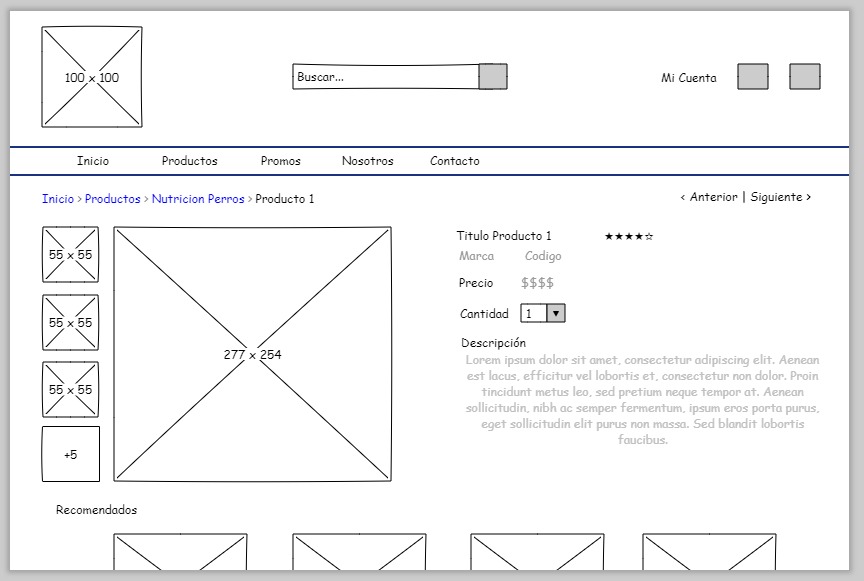 100 x 100
Buscar...
Mi Cuenta
Inicio Productos Promos Nosotros Contacto
Inicio > Productos > Nutricion Perros > Producto 1
< Anterior | Siguiente >
55 x 55
55 x 55
55 x 55
+5
277 x 254
Titulo Producto 1 ★★★★☆
Marca Codigo
Precio $$$$
Cantidad 1 ▼
Descripción
Lorem ipsum dolor sit amet, consectetur adipiscing elit. Aenean
est lacus, efficitur vel lobortis et, consectetur non dolor. Proin
tincidunt metus leo, sed pretium neque tempor at. Aenean
sollicitudin, nibh ac semper fermentum, ipsum eros porta purus,
eget sollicitudin elit purus non massa. Sed blandit lobortis
faucibus.
Recomendados